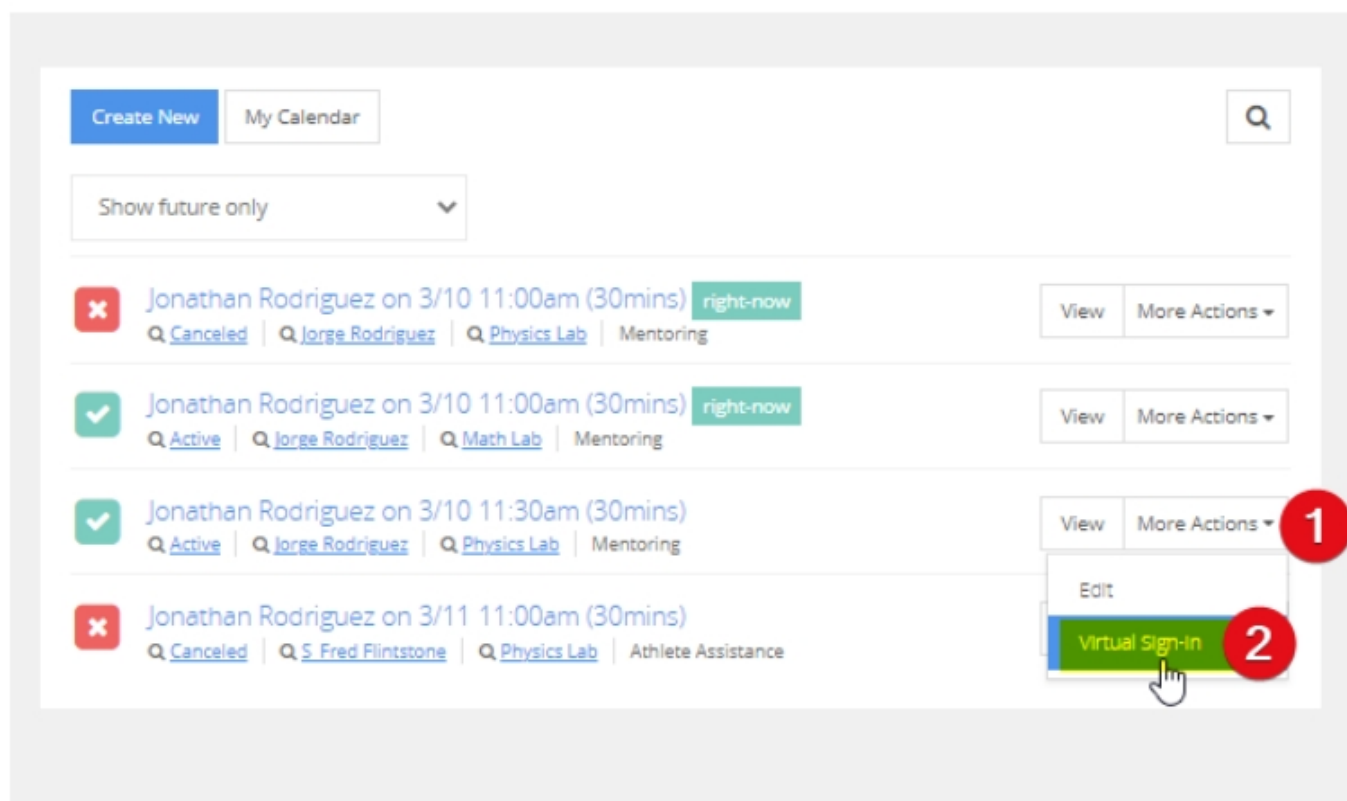 Create New My Calendar
Show future only
Jonathan Rodriguez on 3/10 11:00am (30mins) right-now
Canceled Jorge Rodriguez Physics Lab Mentoring
View More Actions
Jonathan Rodriguez on 3/10 11:00am (30mins) right-now
Active Jorge Rodriguez Math Lab Mentoring
View More Actions
Jonathan Rodriguez on 3/10 11:30am (30mins)
Active Jorge Rodriguez Physics Lab Mentoring
View More Actions 1
Edit
Virtual Sign-In 2
Jonathan Rodriguez on 3/11 11:00am (30mins)
Canceled S Fred Flintstone Physics Lab Athlete Assistance